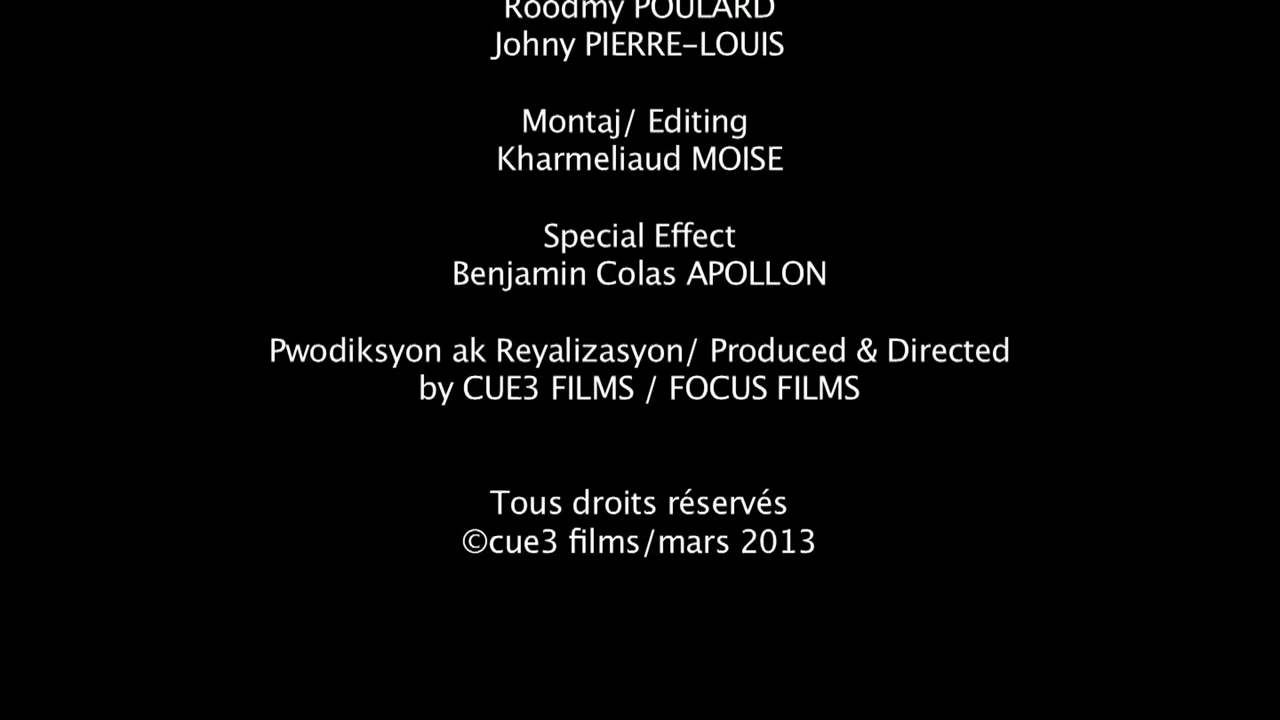 Roodmy POULARD
Johny PIERRE-LOUIS
Montaj/ Editing
Kharmeliaud MOISE
Special Effect
Benjamin Colas APOLLON
Pwodiksyon ak Reyalizasyon/ Produced & Directed
by CUE3 FILMS / FOCUS FILMS
Tous droits réservés
©cue3 films/mars 2013